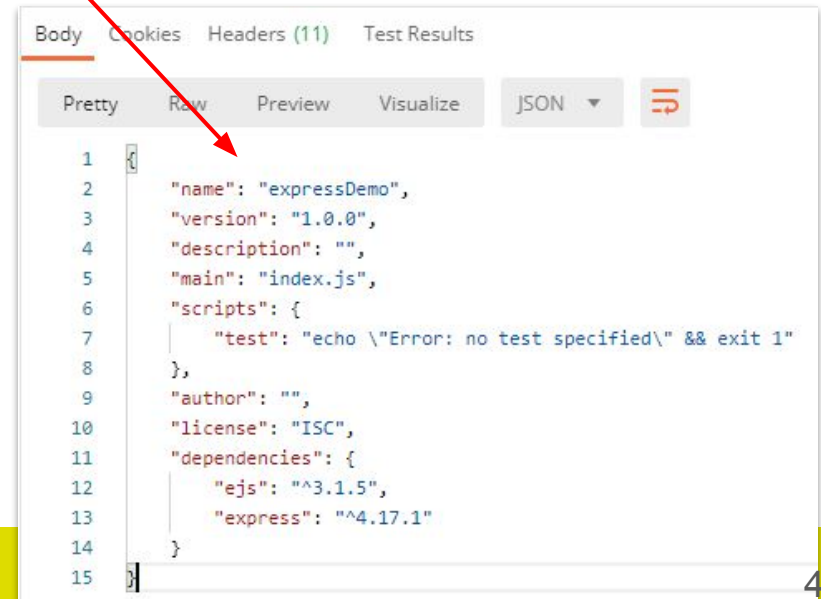 Body Cookies Headers (11) Test Results
Pretty Raw Preview Visualize JSON
1 {
2 "name": "expressDemo",
3 "version": "1.0.0",
4 "description": "",
5 "main": "index.js",
6 "scripts": {
7 "test": "echo \"Error: no test specified\" && exit 1"
8 },
9 "author": "",
10 "license": "ISC",
11 "dependencies": {
12 "ejs": "^3.1.5",
13 "express": "^4.17.1"
14 }
15 }
4